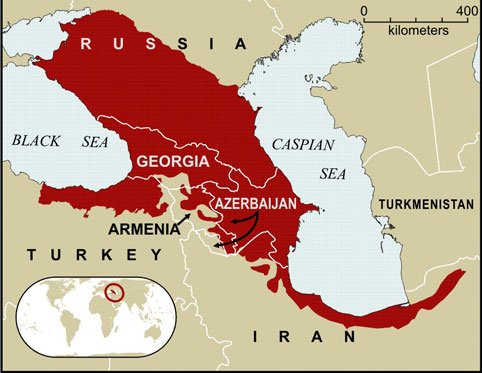 0 400
kilometers
R U S S I A
BLACK SEA
CASPIAN
SEA
GEORGIA
AZERBAIJAN
TURKMENISTAN
ARMENIA
T U R K E Y
I R A N